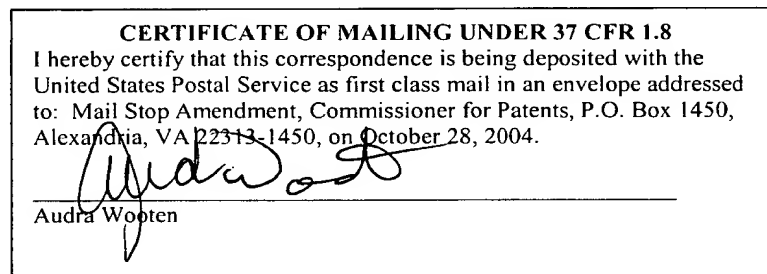 CERTIFICATE OF MAILING UNDER 37 CFR 1.8
I hereby certify that this correspondence is being deposited with the
United States Postal Service as first class mail in an envelope addressed
to: Mail Stop Amendment, Commissioner for Patents, P.O. Box 1450,
Alexandria, VA 22313-1450, on October 28, 2004.
Audra Wooten